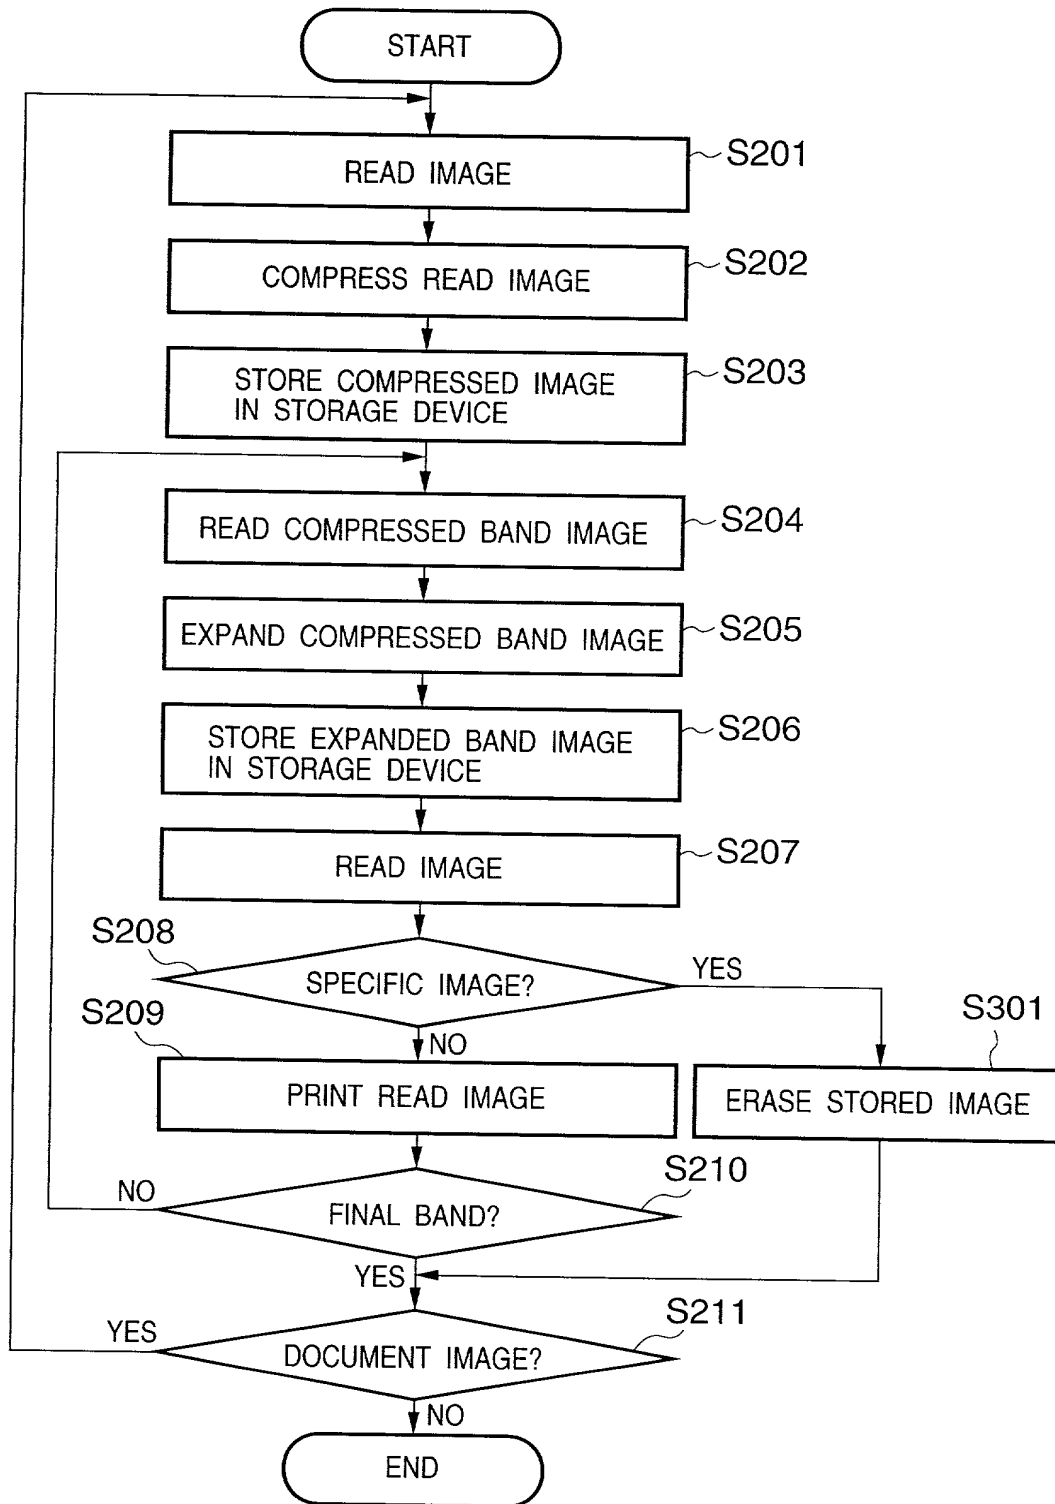 START
READ IMAGE
S201
COMPRESS READ IMAGE
S202
STORE COMPRESSED IMAGE
IN STORAGE DEVICE
S203
READ COMPRESSED BAND IMAGE
S204
EXPAND COMPRESSED BAND IMAGE
S205
STORE EXPANDED BAND IMAGE
IN STORAGE DEVICE
S206
READ IMAGE
S207
S208
SPECIFIC IMAGE?
YES
NO
S209
PRINT READ IMAGE
S301
ERASE STORED IMAGE
S210
FINAL BAND?
NO
YES
S211
DOCUMENT IMAGE?
YES
NO
END